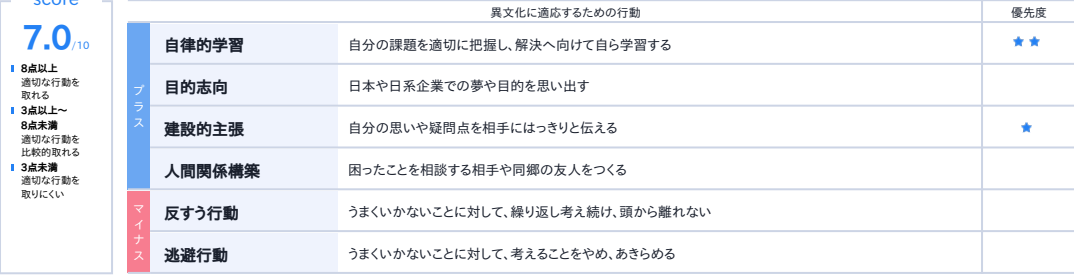 score
7.0/10
8点以上
適切な行動を
取れる
3点以上〜
8点未満
適切な行動を
比較的取れる
3点未満
適切な行動を
取りにくい
異文化に適応するための行動 優先度
プラス
自律的学習 自分の課題を適切に把握し、解決へ向けて自ら学習する ★★
目的志向 日本や日系企業での夢や目的を思い出す
建設的主張 自分の思いや疑問点を相手にはっきりと伝える ★
人間関係構築 困ったことを相談する相手や同郷の友人をつくる
マイナス
反すう行動 うまくいかないことに対して、繰り返し考え続け、頭から離れない
逃避行動 うまくいかないことに対して、考えることをやめ、あきらめる